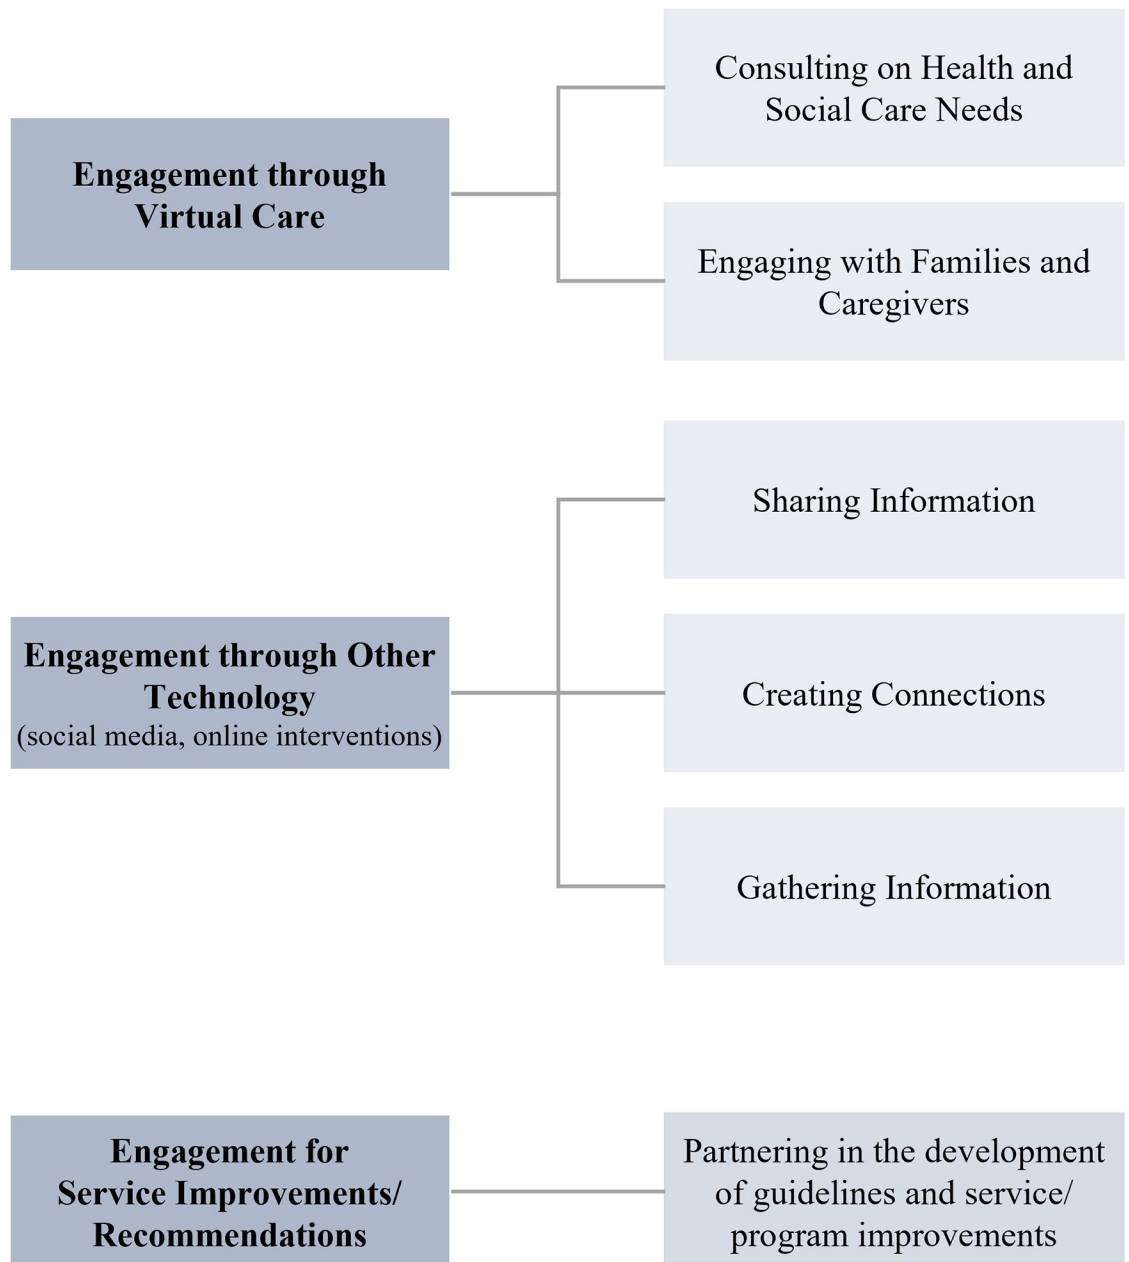 Consulting on Health and
Social Care Needs
Engagement through
Virtual Care
Engaging with Families and
Caregivers
Sharing Information
Engagement through Other
Technology
(social media, online interventions)
Creating Connections
Gathering Information
Engagement for
Service Improvements/
Recommendations
Partnering in the development
of guidelines and service/
program improvements